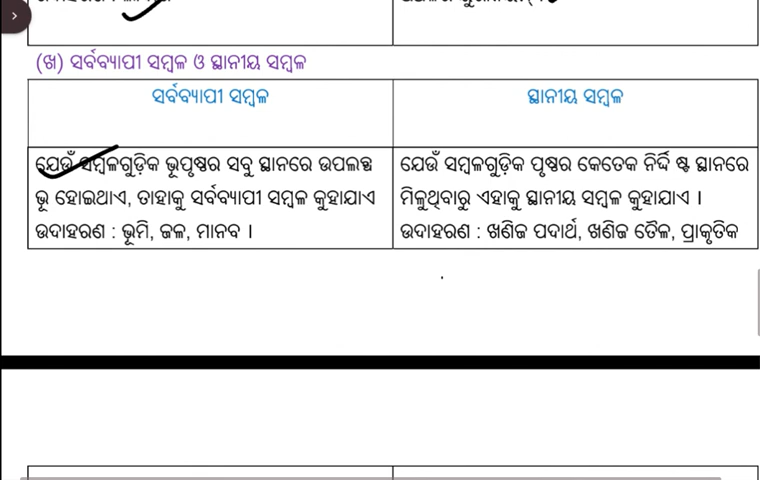 (ଖ) ସର୍ବବ୍ୟାପୀ ସମ୍ବଳ ଓ ସ୍ଥାନୀୟ ସମ୍ବଳ
ସର୍ବବ୍ୟାପୀ ସମ୍ବଳ
ସ୍ଥାନୀୟ ସମ୍ବଳ
ଯେଉଁ ସମ୍ବଳଗୁଡ଼ିକ ଭୂପୃଷ୍ଠର ସବୁ ସ୍ଥାନରେ ଉପଲବ୍ଧ
ଭୂ ହୋଇଥାଏ, ତାହାକୁ ସର୍ବବ୍ୟାପୀ ସମ୍ବଳ କୁହାଯାଏ
ଉଦାହରଣ : ଭୂମି, ଜଳ, ମାନବ ।
ଯେଉଁ ସମ୍ବଳଗୁଡ଼ିକ ପୃଷ୍ଠର କେତେକ ନିର୍ଦ୍ଦି ଷ୍ଟ ସ୍ଥାନରେ
ମିଳୁଥିବାରୁ ଏହାକୁ ସ୍ଥାନୀୟ ସମ୍ବଳ କୁହାଯାଏ ।
ଉଦାହରଣ : ଖଣିଜ ପଦାର୍ଥ, ଖଣିଜ ତୈଳ, ପ୍ରାକୃତିକ